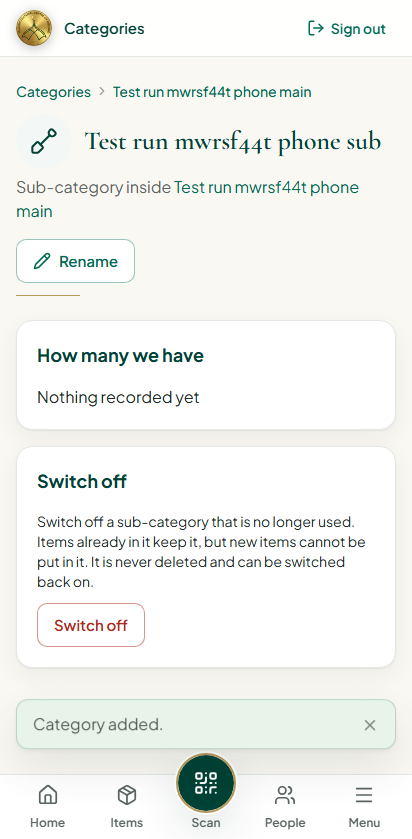 Categories
Sign out
Categories > Test run mwrsf44t phone main
Test run mwrsf44t phone sub
Sub-category inside Test run mwrsf44t phone
main
Rename
How many we have
Nothing recorded yet
Switch off
Switch off a sub-category that is no longer used.
Items already in it keep it, but new items cannot be
put in it. It is never deleted and can be switched
back on.
Switch off
Category added.
Home
Items
Scan
People
Menu